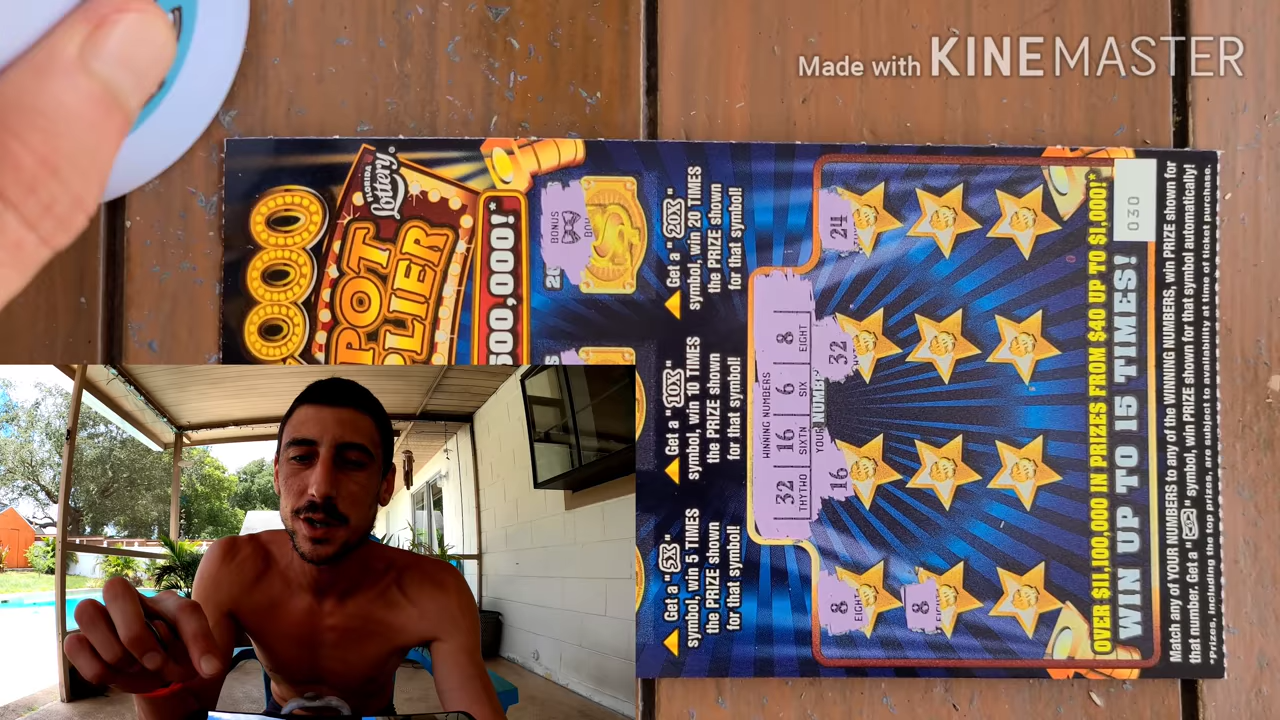 Made with KINEMASTER
FLORIDA
lottery
000
POT
PLIER
500,000!*
BONUS
Get a "20X"
symbol, win 20 TIMES
the PRIZE shown
for that symbol!
Get a "10X"
symbol, win 10 TIMES
the PRIZE shown
for that symbol!
Get a "5X"
symbol, win 5 TIMES
the PRIZE shown
for that symbol!
WINNING NUMBERS
32 16 6 8
THYTWO SIXTN SIX EIGHT
YOUR NUMB
8 16 32 24
EIGHT
8
OVER $11,100,000 IN PRIZES FROM $40 UP TO $1,000!*
WIN UP TO 15 TIMES!
030
Match any of YOUR NUMBERS to any of the WINNING NUMBERS, win PRIZE shown for
that number. Get a " " symbol, win PRIZE shown for that symbol automatically!
*Prizes, including the top prizes, are subject to availability at time of ticket purchase.